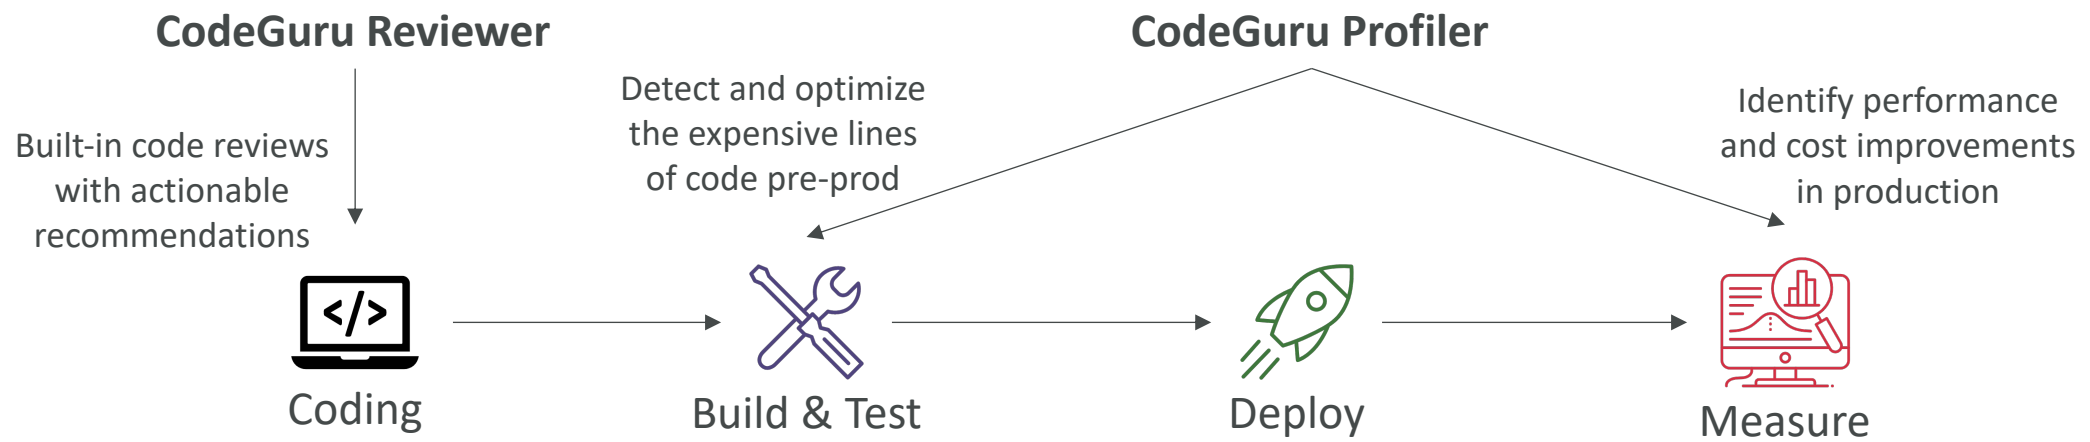 CodeGuru Reviewer
CodeGuru Profiler
Built-in code reviews
with actionable
recommendations
Detect and optimize
the expensive lines
of code pre-prod
Identify performance
and cost improvements
in production
</>
Coding
Build & Test
Deploy
Measure